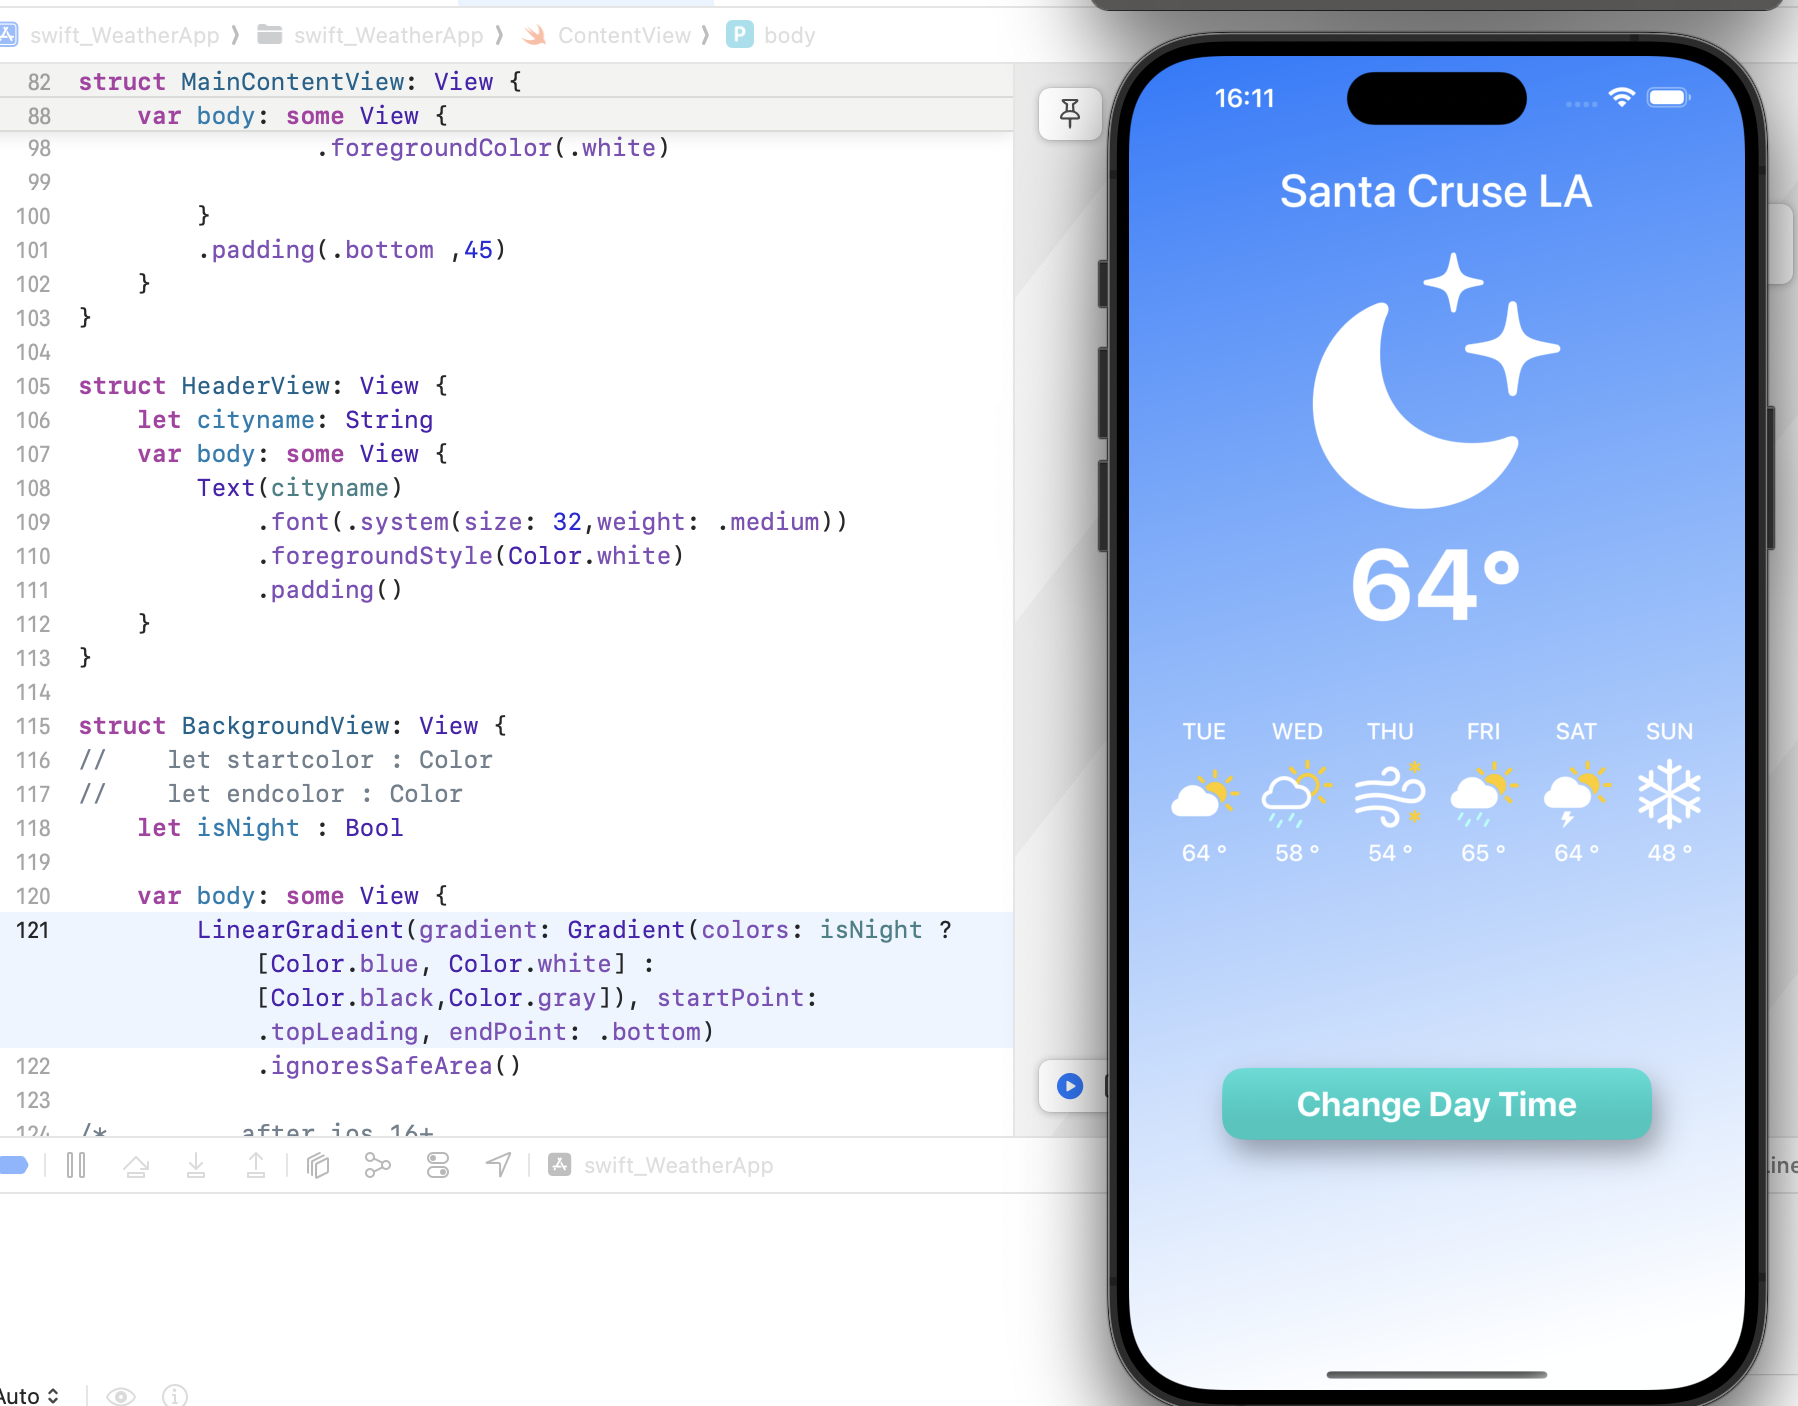 swift_WeatherApp ❭ swift_WeatherApp ❭ ContentView ❭ P body
82 struct MainContentView: View {
88 var body: some View {
98 .foregroundColor(.white)
99
100 }
101 .padding(.bottom ,45)
102 }
103 }
104
105 struct HeaderView: View {
106 let cityname: String
107 var body: some View {
108 Text(cityname)
109 .font(.system(size: 32,weight: .medium))
110 .foregroundStyle(Color.white)
111 .padding()
112 }
113 }
114
115 struct BackgroundView: View {
116 // let startcolor : Color
117 // let endcolor : Color
118 let isNight : Bool
119
120 var body: some View {
121 LinearGradient(gradient: Gradient(colors: isNight ?
[Color.blue, Color.white] :
[Color.black,Color.gray]), startPoint:
.topLeading, endPoint: .bottom)
122 .ignoresSafeArea()
123
124 /* after ios 16+
swift_WeatherApp
Auto
16:11
Santa Cruse LA
64°
TUE WED THU FRI SAT SUN
64 ° 58 ° 54 ° 65 ° 64 ° 48 °
Change Day Time